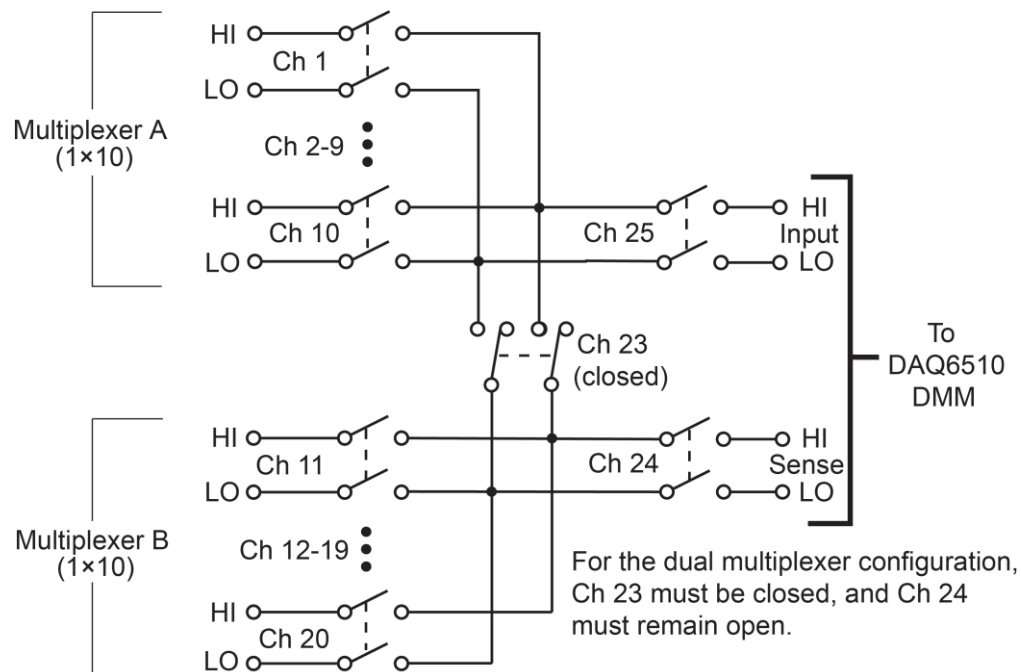 HI
Ch 1
LO
Multiplexer A
(1×10)
Ch 2-9
HI
Ch 10
LO
Ch 25
HI
Input
LO
Ch 23
(closed)
To
DAQ6510
DMM
HI
Ch 11
LO
Ch 24
HI
Sense
LO
Multiplexer B
(1×10)
Ch 12-19
HI
Ch 20
LO
For the dual multiplexer configuration,
Ch 23 must be closed, and Ch 24
must remain open.